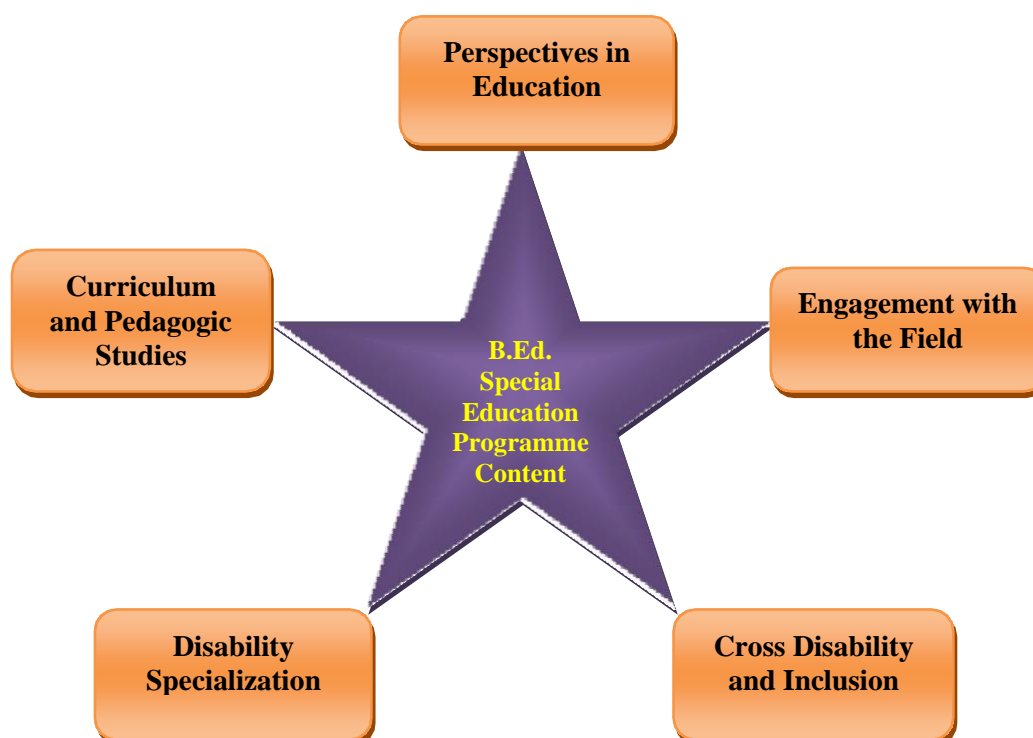 Perspectives in
Education
Curriculum
and Pedagogic
Studies
Engagement with
the Field
B.Ed.
Special
Education
Programme
Content
Disability
Specialization
Cross Disability
and Inclusion